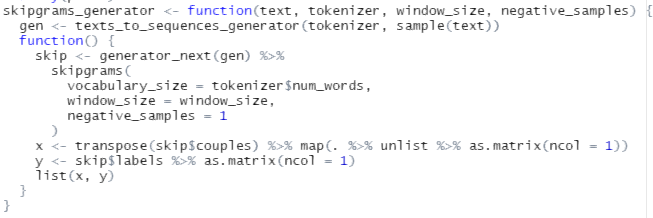 skipgrams_generator <- function(text, tokenizer, window_size, negative_samples) {
  gen <- texts_to_sequences_generator(tokenizer, sample(text))
  function() {
    skip <- generator_next(gen) %>%
      skipgrams(
        vocabulary_size = tokenizer$num_words,
        window_size = window_size,
        negative_samples = 1
      )
    x <- transpose(skip$couples) %>% map(. %>% unlist %>% as.matrix(ncol = 1))
    y <- skip$labels %>% as.matrix(ncol = 1)
    list(x, y)
  }
}